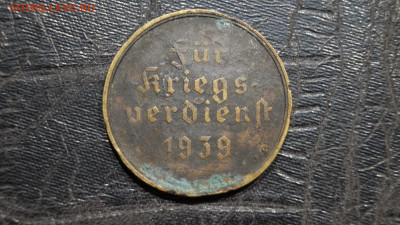 Für
Kriegs-
verdienst
1939